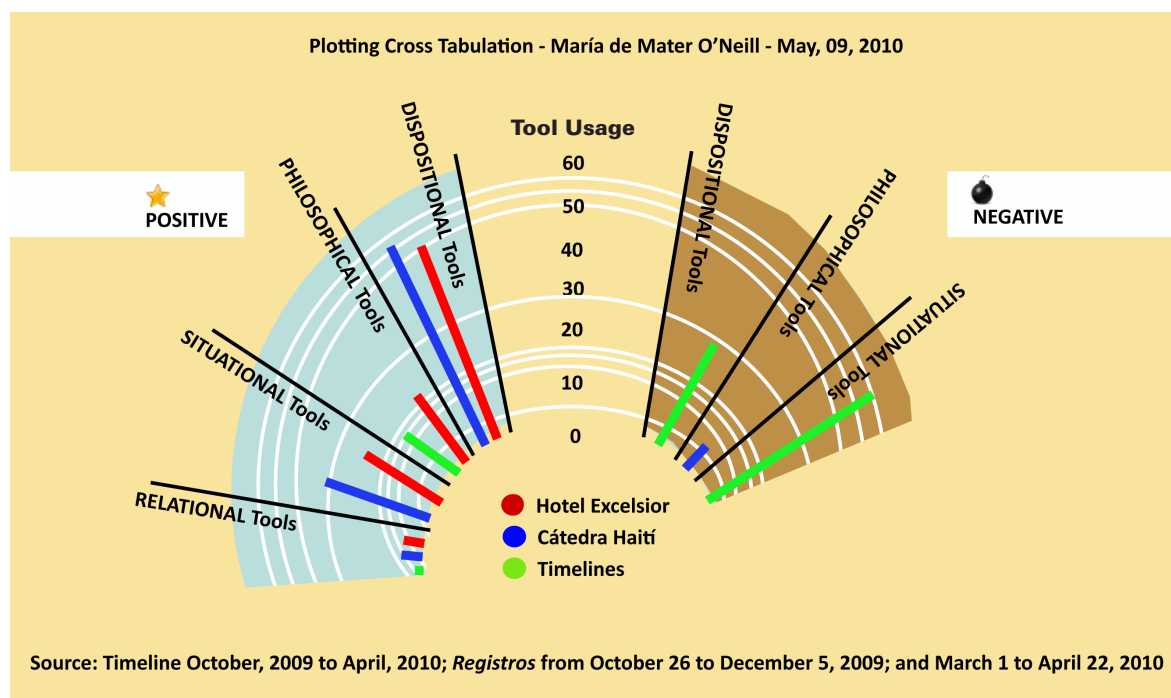 Plotting Cross Tabulation - María de Mater O’Neill - May, 09, 2010
POSITIVE
NEGATIVE
Tool Usage
60
50
40
30
20
10
0
RELATIONAL Tools
SITUATIONAL Tools
PHILOSOPHICAL Tools
DISPOSITIONAL Tools
DISPOSITIONAL Tools
PHILOSOPHICAL Tools
SITUATIONAL Tools
Hotel Excelsior
Cátedra Haití
Timelines
Source: Timeline October, 2009 to April, 2010; Registros from October 26 to December 5, 2009; and March 1 to April 22, 2010